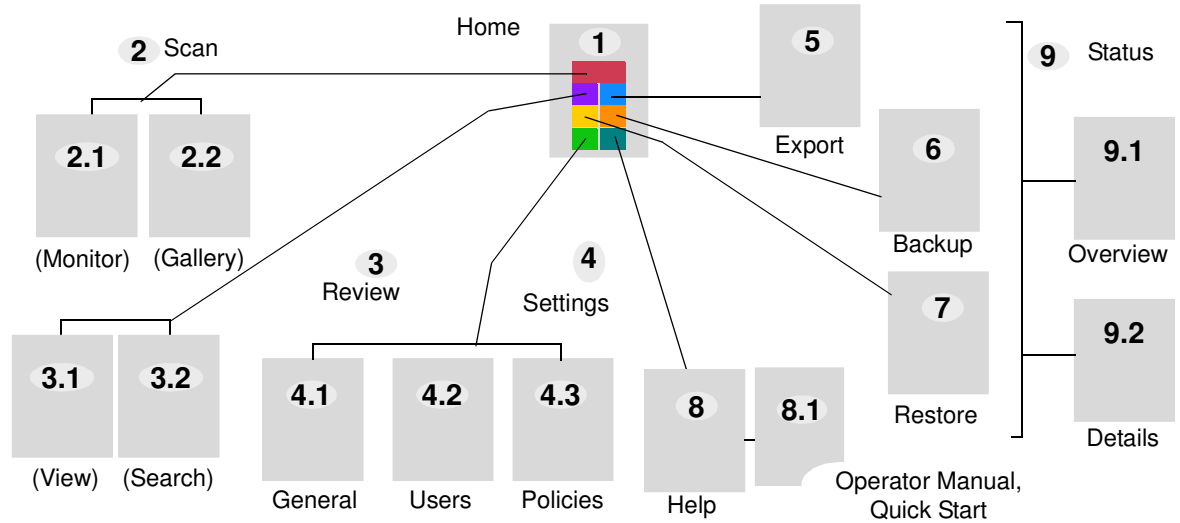 Home
1
5
Export
2 Scan
2.1
2.2
(Monitor)
(Gallery)
9 Status
9.1
Overview
9.2
Details
6
Backup
7
Restore
3
Review
3.1
3.2
(View)
(Search)
4
Settings
4.1
4.2
4.3
General
Users
Policies
8
8.1
Help
Operator Manual,
Quick Start